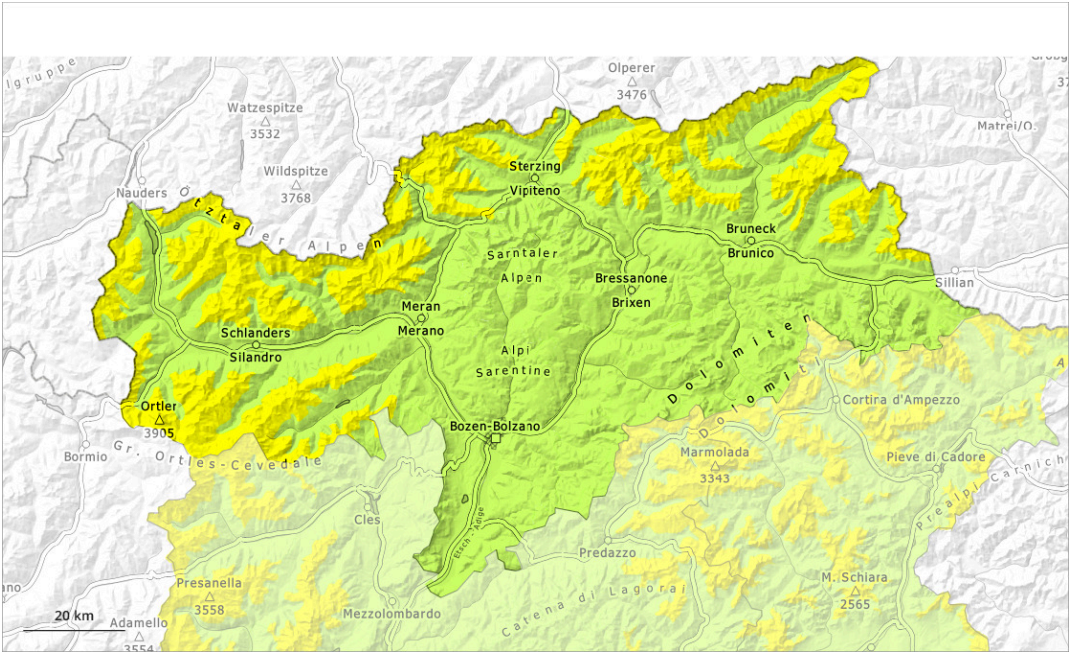 lgruppe
Olperer
3476
Watzespitze
3532
Matrei/O.
Sterzing
Vipiteno
Wildspitze
3768
Nauders
Ötztaler Alpen
Bruneck
Brunico
Sarntaler
Alpen
Bressanone
Brixen
Sillian
Meran
Merano
Schlanders
Silandro
Alpi
Sarentine
Dolomiten
Dolomiti
Ortler
3905
Cortina d'Ampezzo
Bozen-Bolzano
Gr. Ortles-Cevedale
Bormio
Marmolada
3343
Pieve di Cadore
Prealpi Carnich
Cles
Etsch - Adige
Predazzo
Presanella
3558
M. Schiara
2565
ano
Mezzolombardo
Catena di Lagorai
20 km
Adamello
3554